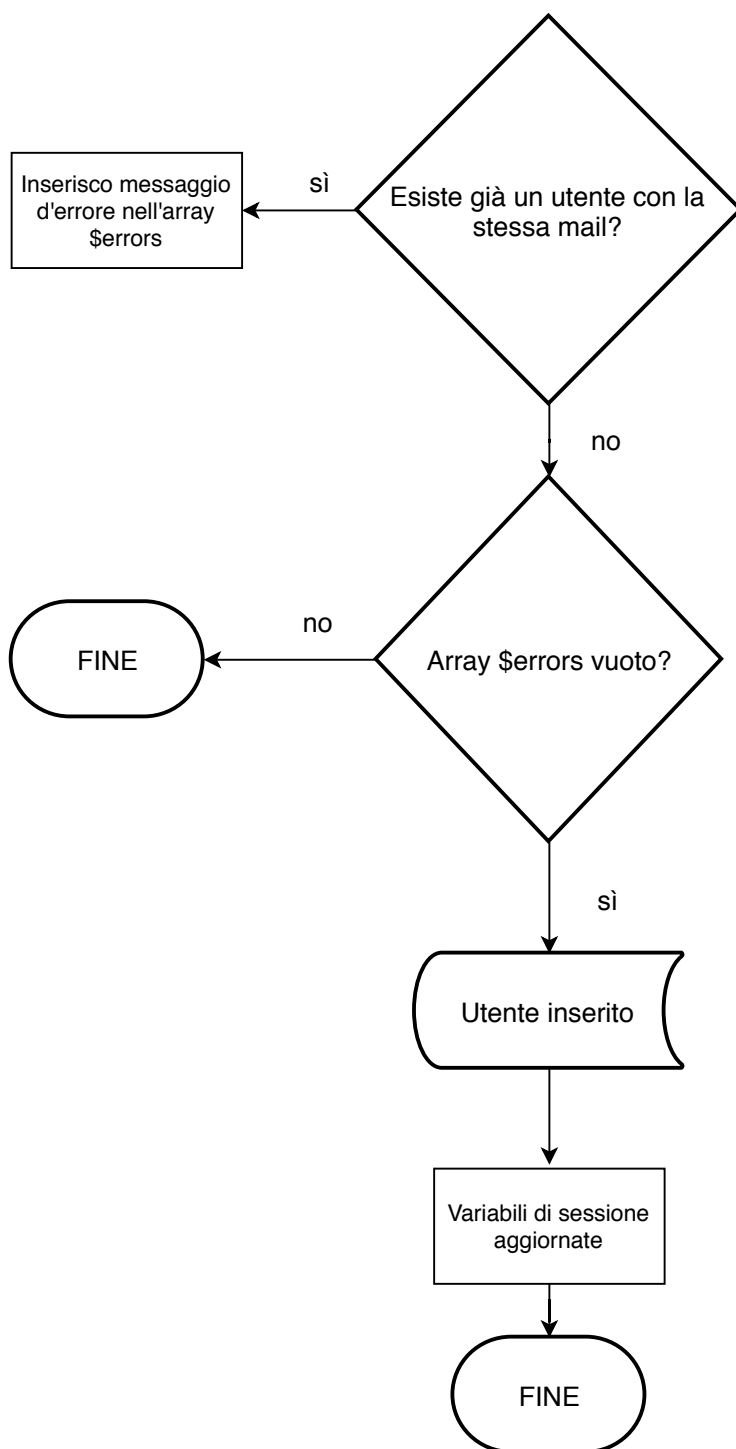 Esiste già un utente con la
stessa mail?
sì
Inserisco messaggio
d'errore nell'array
$errors
no
Array $errors vuoto?
no
FINE
sì
Utente inserito
Variabili di sessione
aggiornate
FINE